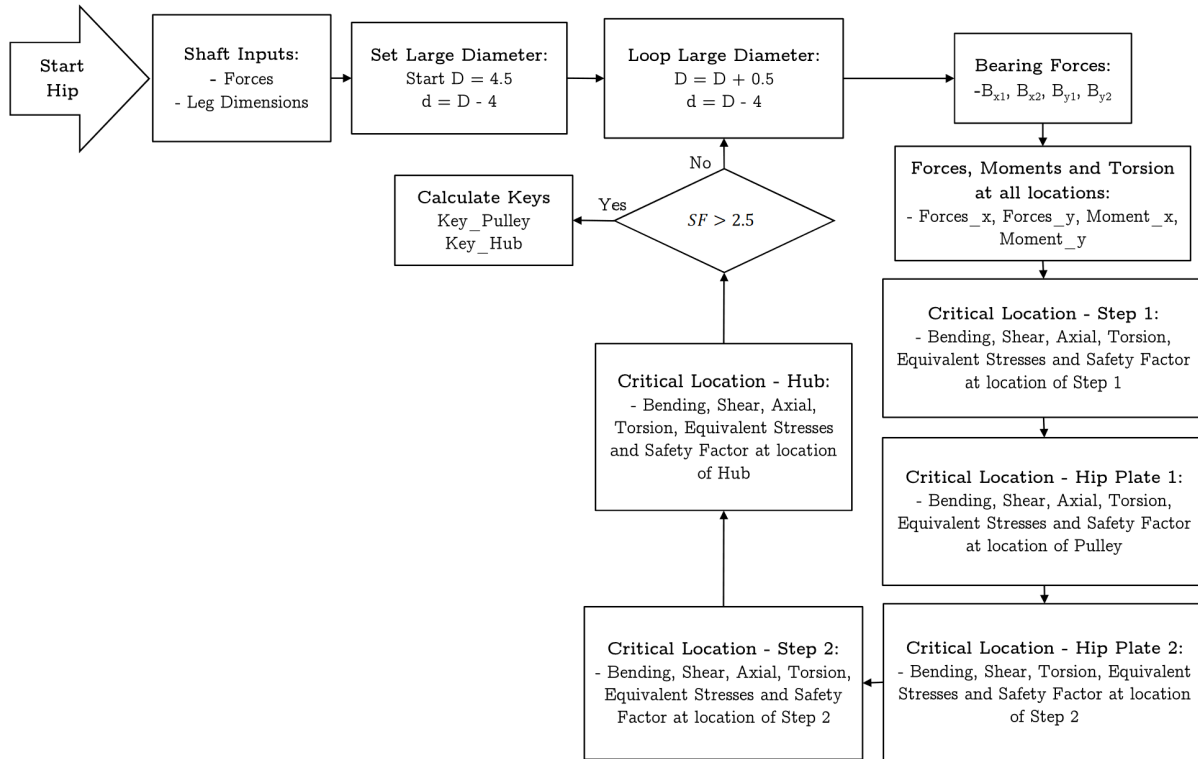 Start
Hip
Shaft Inputs:
- Forces
- Leg Dimensions
Set Large Diameter:
Start D = 4.5
d = D - 4
Loop Large Diameter:
D = D + 0.5
d = D - 4
Bearing Forces:
-Bx1, Bx2, By1, By2
Forces, Moments and Torsion
at all locations:
- Forces_x, Forces_y, Moment_x,
Moment_y
Critical Location - Step 1:
- Bending, Shear, Axial, Torsion,
Equivalent Stresses and Safety Factor
at location of Step 1
Critical Location - Hip Plate 1:
- Bending, Shear, Axial, Torsion,
Equivalent Stresses and Safety Factor
at location of Pulley
Critical Location - Hip Plate 2:
- Bending, Shear, Torsion, Equivalent
Stresses and Safety Factor at location
of Step 2
Critical Location - Step 2:
- Bending, Shear, Axial, Torsion,
Equivalent Stresses and Safety
Factor at location of Step 2
Critical Location - Hub:
- Bending, Shear, Axial,
Torsion, Equivalent Stresses
and Safety Factor at location
of Hub
SF > 2.5
No
Yes
Calculate Keys
Key_Pulley
Key_Hub